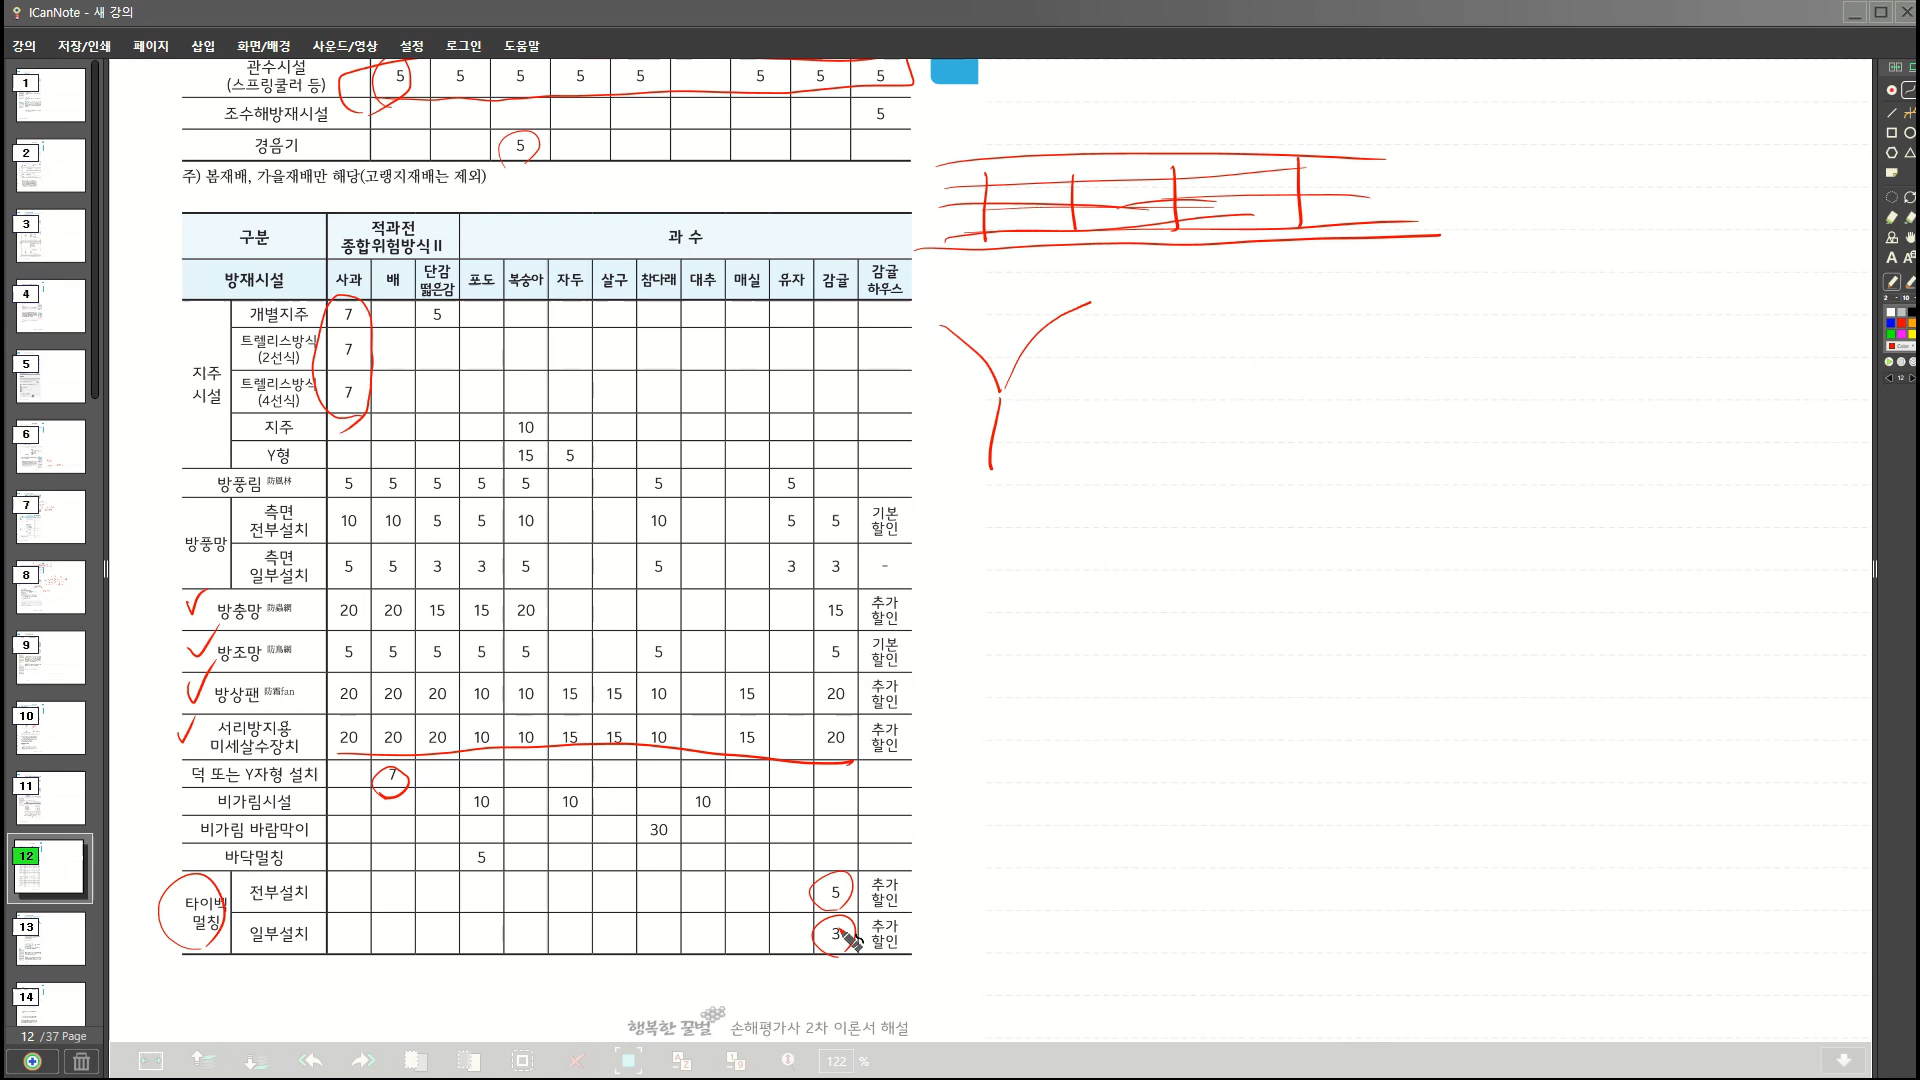 ICanNote - 새 강의
강의 저장/인쇄 페이지 삽입 화면/배경 사운드/영상 설정 로그인 도움말
관수시설
(스프링쿨러 등) 5 5 5 5 5 5 5 5
조수해방재시설 5
경음기 5
주) 봄재배, 가을재배만 해당(고랭지재배는 제외)
구분 적과전 종합위험방식Ⅱ 과 수
방재시설 사과 배 단감 떫은감 포도 복숭아 자두 살구 참다래 대추 매실 유자 감귤 감귤 하우스
지주 시설 개별지주 7 5
트렐리스방식 (2선식) 7
트렐리스방식 (4선식) 7
지주 10
Y형 15 5
방풍림 防風林 5 5 5 5 5 5 5
방풍망 측면 전부설치 10 10 5 5 10 10 5 5 기본 할인
측면 일부설치 5 5 3 3 5 5 3 3 -
방충망 防蟲網 20 20 15 15 20 15 추가 할인
방조망 防鳥網 5 5 5 5 5 5 5 기본 할인
방상팬 防霜fan 20 20 20 10 10 15 15 10 15 20 추가 할인
서리방지용 미세살수장치 20 20 20 10 10 15 15 10 15 20 추가 할인
덕 또는 Y자형 설치 7
비가림시설 10 10 10
비가림 바람막이 30
바닥멀칭 5
타이벡 멀칭 전부설치 5 추가 할인
일부설치 3 추가 할인
행복한 꿀벌 손해평가사 2차 이론서 해설
Y
1
2
3
4
5
6
7
8
9
10
11
12
13
14
12 /37 Page
122 %